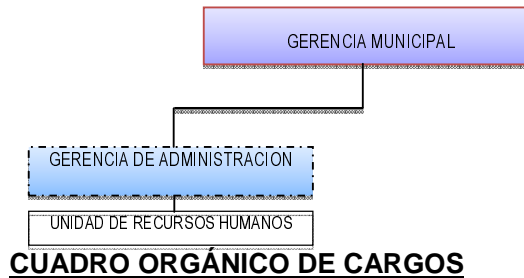 GERENCIA MUNICIPAL
GERENCIA DE ADMINISTRACION
UNIDAD DE RECURSOS HUMANOS
CUADRO ORGÁNICO DE CARGOS